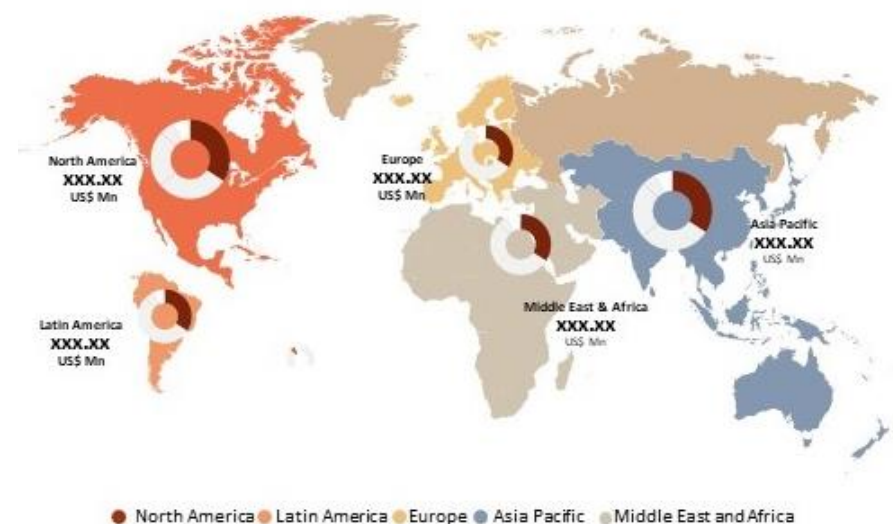 North America
XXX.XX
US$ Mn
Europe
XXX.XX
US$ Mn
Asia Pacific
XXX.XX
US$ Mn
Latin America
XXX.XX
US$ Mn
Middle East & Africa
XXX.XX
US$ Mn
North America Latin America Europe Asia Pacific Middle East and Africa